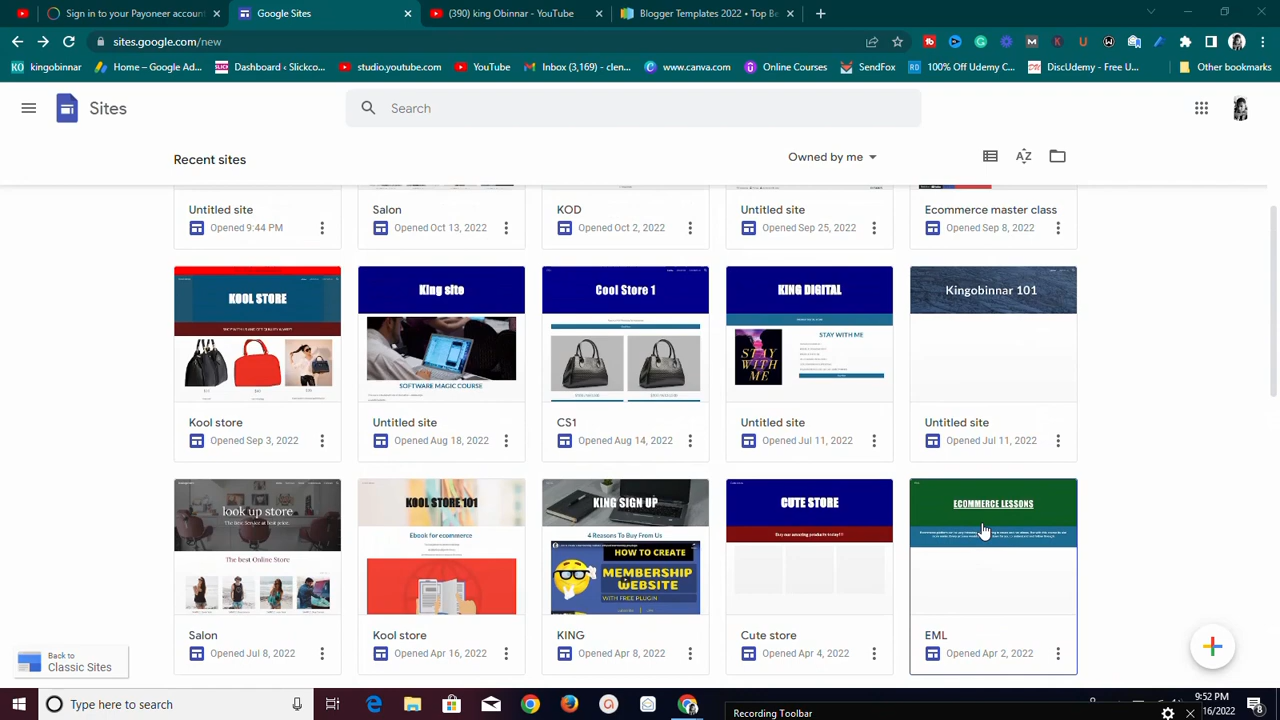 Sign in to your Payoneer account
Google Sites
(390) king Obinnar - YouTube
Blogger Templates 2022 • Top Be
sites.google.com/new
kingobinnar
Home – Google Ad...
Dashboard ‹ Slickco...
studio.youtube.com
YouTube
Inbox (3,169) - clen...
www.canva.com
Online Courses
SendFox
100% Off Udemy C...
DiscUdemy - Free U...
Other bookmarks
Sites
Search
Recent sites
Owned by me
Untitled site
Opened 9:44 PM
Salon
Opened Oct 13, 2022
KOD
Opened Oct 2, 2022
Untitled site
Opened Sep 25, 2022
Ecommerce master class
Opened Sep 8, 2022
KOOL STORE
Kool store
Opened Sep 3, 2022
King site
SOFTWARE MAGIC COURSE
Untitled site
Opened Aug 18, 2022
Cool Store 1
CS1
Opened Aug 14, 2022
KING DIGITAL
STAY WITH ME
STAY
WITH
ME
Untitled site
Opened Jul 11, 2022
Kingobinnar 101
Untitled site
Opened Jul 11, 2022
look up store
The best Service at best price.
The best Online Store
Salon
Opened Jul 8, 2022
KOOL STORE 101
Ebook for ecommerce
Kool store
Opened Apr 16, 2022
KING SIGN UP
4 Reasons To Buy From Us
HOW TO CREATE
MEMBERSHIP
WEBSITE
WITH FREE PLUGIN
KING
Opened Apr 8, 2022
CUTE STORE
Buy our amazing products today!!!
Cute store
Opened Apr 4, 2022
ECOMMERCE LESSONS
EML
Opened Apr 2, 2022
Back to
Classic Sites
Type here to search
Recording Toolbar
9:52 PM
16/2022